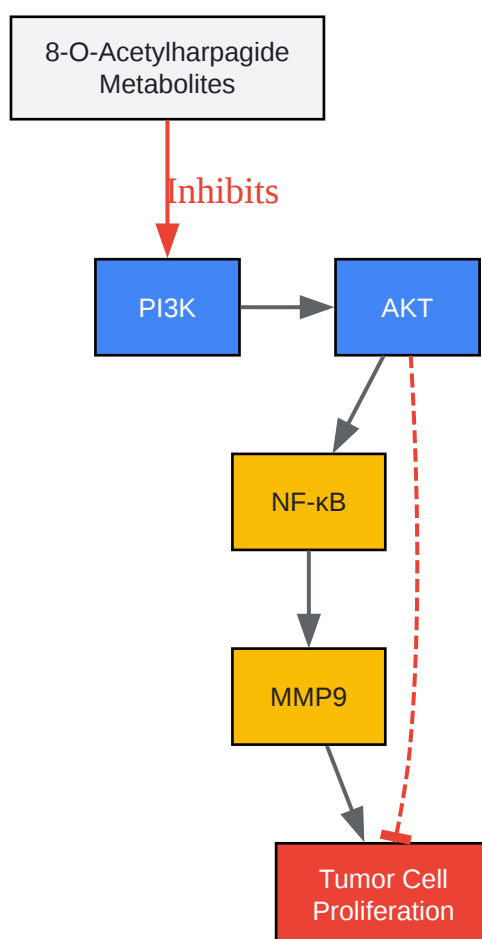 8-O-Acetylharpagide
Metabolites
Inhibits
PI3K
AKT
NF-κB
MMP9
Tumor Cell
Proliferation